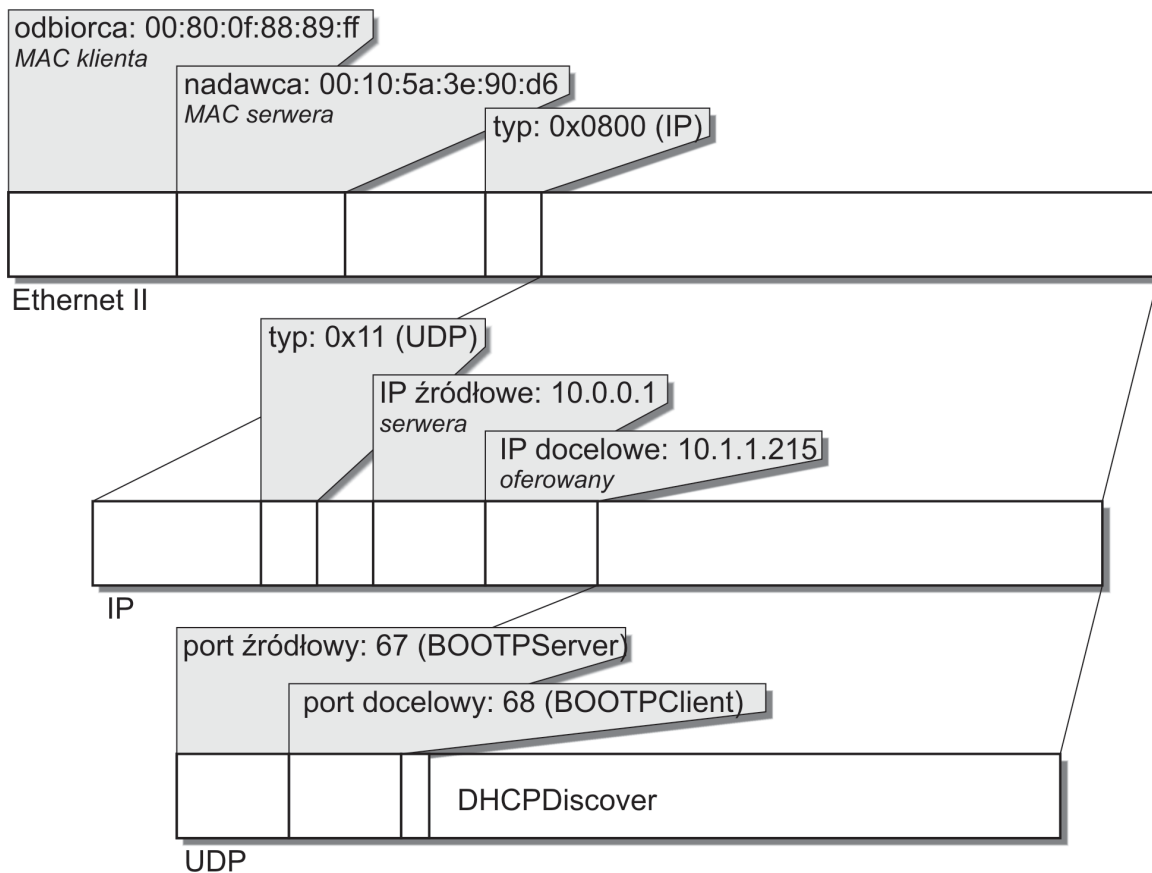 odbiorca: 00:80:0f:88:89:ff
MAC klienta
nadawca: 00:10:5a:3e:90:d6
MAC serwera
typ: 0x0800 (IP)
Ethernet II
typ: 0x11 (UDP)
IP źródłowe: 10.0.0.1
serwera
IP docelowe: 10.1.1.215
oferowany
IP
port źródłowy: 67 (BOOTPServer)
port docelowy: 68 (BOOTPClient)
DHCPDiscover
UDP